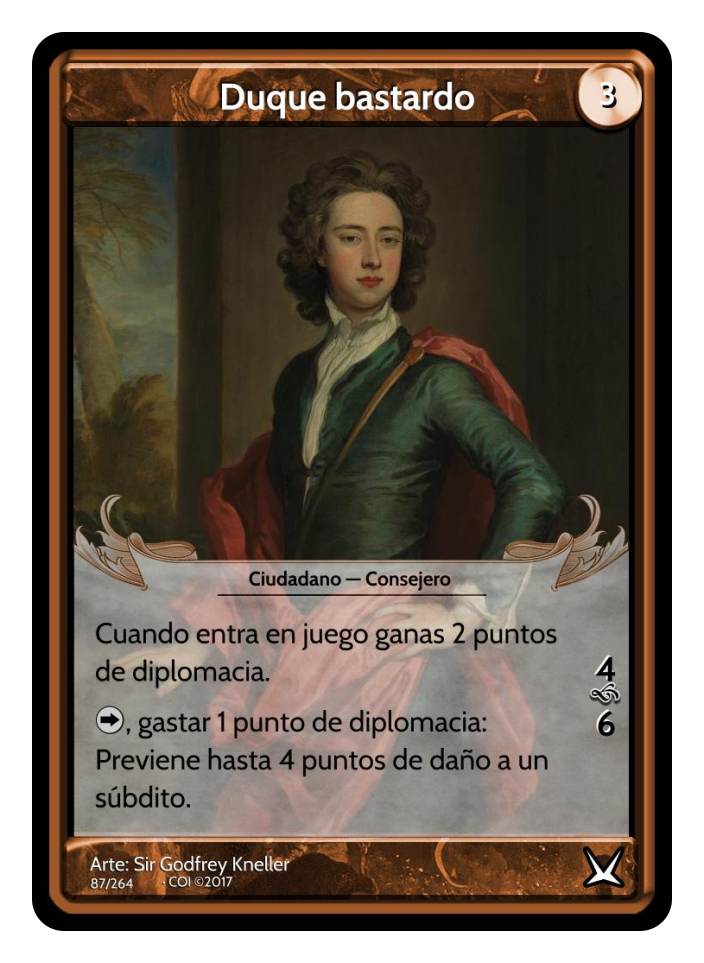 Duque bastardo
3
Ciudadano — Consejero
Cuando entra en juego ganas 2 puntos
de diplomacia.
, gastar 1 punto de diplomacia:
Previene hasta 4 puntos de daño a un
súbdito.
4
6
Arte: Sir Godfrey Kneller
87/264 · COI ©2017